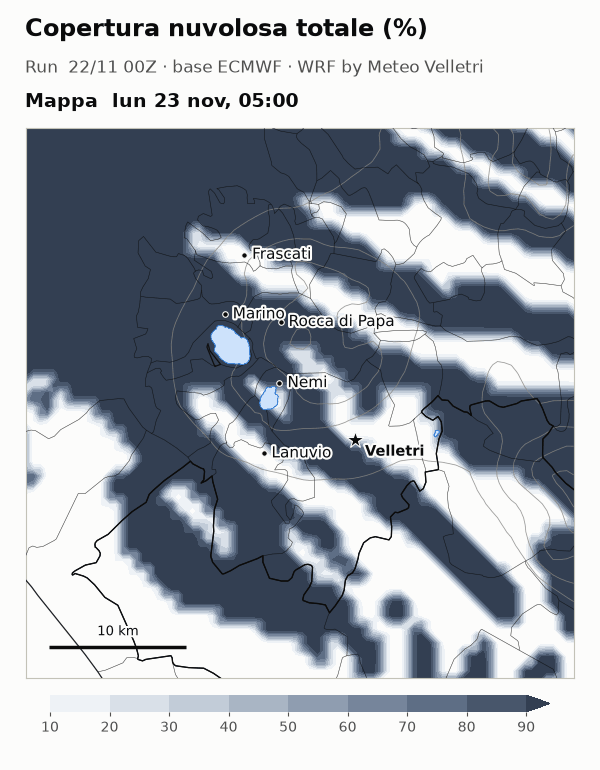 Copertura nuvolosa totale (%)
Run  22/11 00Z · base ECMWF · WRF by Meteo Velletri
Mappa  lun 23 nov, 05:00
Frascati
Marino
Rocca di Papa
Nemi
Velletri
Lanuvio
10 km
10 20 30 40 50 60 70 80 90